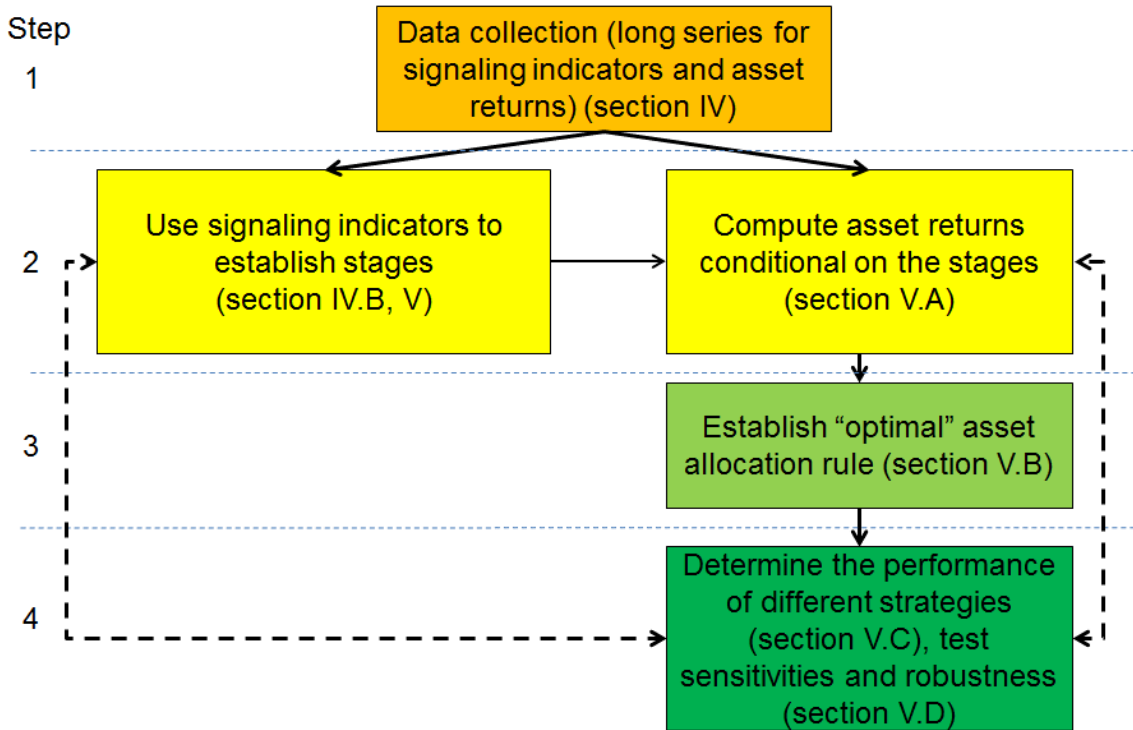 Step
1
Data collection (long series for
signaling indicators and asset
returns) (section IV)
2
Use signaling indicators to
establish stages
(section IV.B, V)
Compute asset returns
conditional on the stages
(section V.A)
3
Establish “optimal” asset
allocation rule (section V.B)
4
Determine the performance
of different strategies
(section V.C), test
sensitivities and robustness
(section V.D)